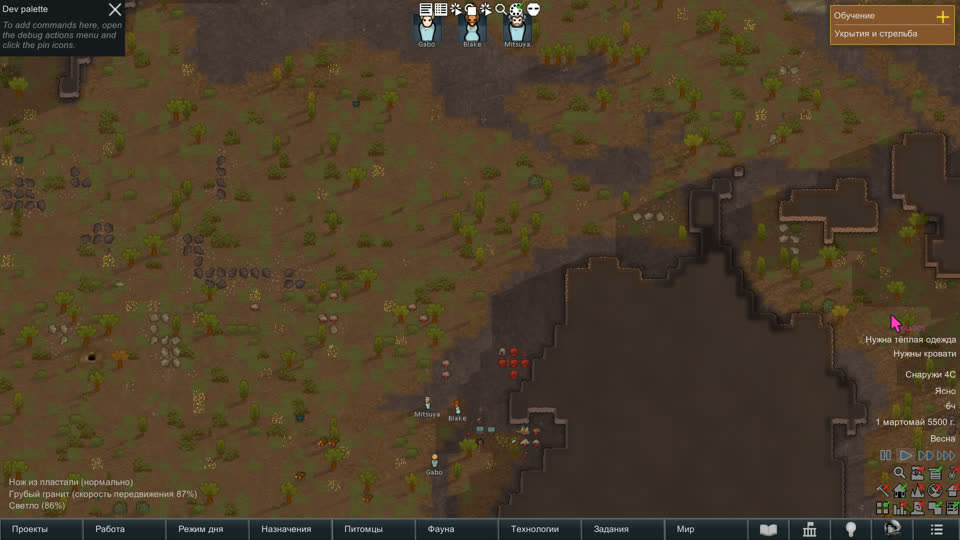 Dev palette
To add commands here, open
the debug actions menu and
click the pin icons.
Gabo
Blake
Mitsuya
Обучение
Укрытия и стрельба
Нужна тёплая одежда
Нужны кровати
Снаружи 4C
Ясно
6ч
1 мартомай 5500 г.
Весна
Mitsuya
Blake
Gabo
Нож из пластали (нормально)
Грубый гранит (скорость передвижения 87%)
Светло (86%)
Проекты
Работа
Режим дня
Назначения
Питомцы
Фауна
Технологии
Задания
Мир